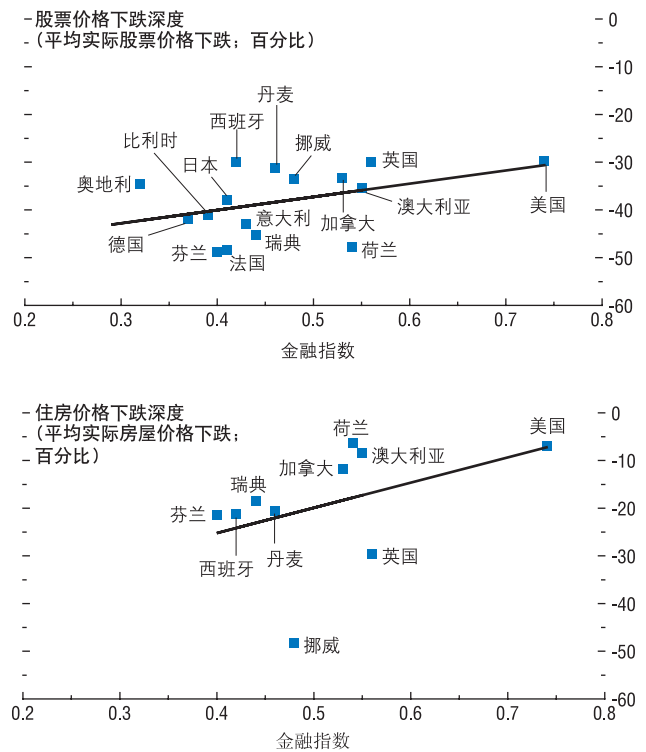 股票价格下跌深度
（平均实际股票价格下跌；百分比）
0
-10
-20
-30
-40
-50
-60
丹麦
西班牙
比利时
挪威
英国
日本
奥地利
美国
澳大利亚
意大利
加拿大
德国
瑞典
芬兰
法国
荷兰
0.2 0.3 0.4 0.5 0.6 0.7 0.8
金融指数
住房价格下跌深度
（平均实际房屋价格下跌；
百分比）
0
-10
-20
-30
-40
-50
-60
荷兰
美国
澳大利亚
加拿大
瑞典
芬兰
西班牙
丹麦
英国
挪威
0.2 0.3 0.4 0.5 0.6 0.7 0.8
金融指数